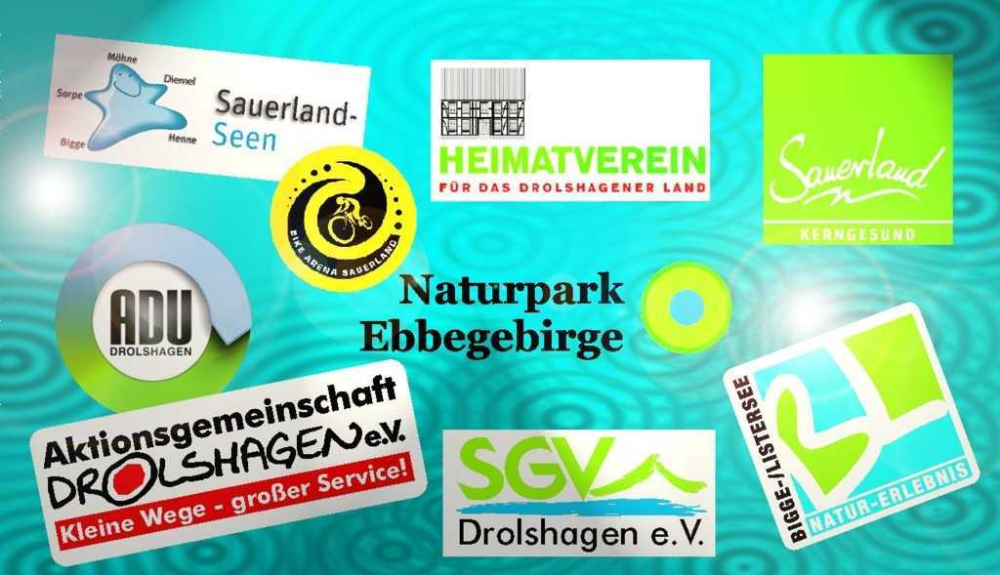 Möhne
Diemel
Sorpe
Bigge
Henne
Sauerland-
Seen
HEIMATVEREIN
FÜR DAS DROLSHAGENER LAND
Sauerland
KERNGESUND
BIKE ARENA SAUERLAND
ADU
DROLSHAGEN
Naturpark
Ebbegebirge
Aktionsgemeinschaft
DROLSHAGEN e.V.
Kleine Wege - großer Service!
SGV
Drolshagen e.V.
BIGGE-/LISTERSEE
NATUR-ERLEBNIS